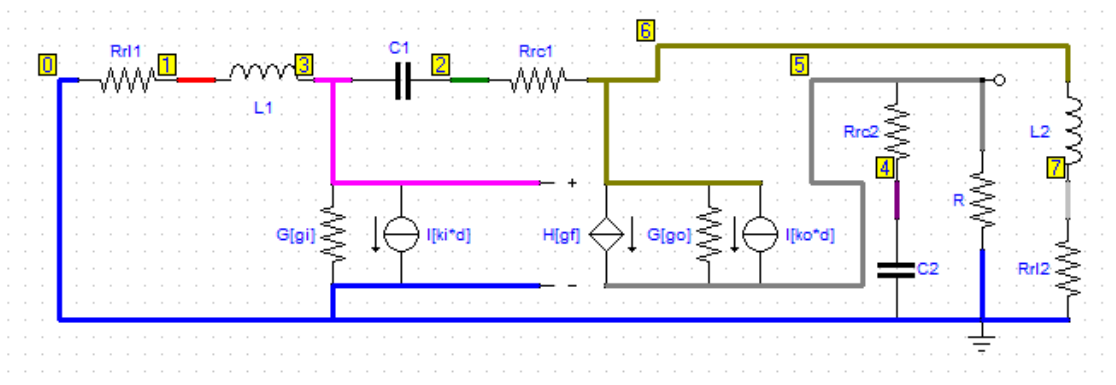 6
C1
0
Rrl1
1
3
2
Rrc1
5
L1
Rrc2
L2
4
7
+
R
G[gi]
I[ki*d]
H[gf]
G[go]
I[ko*d]
C2
Rrl2
-